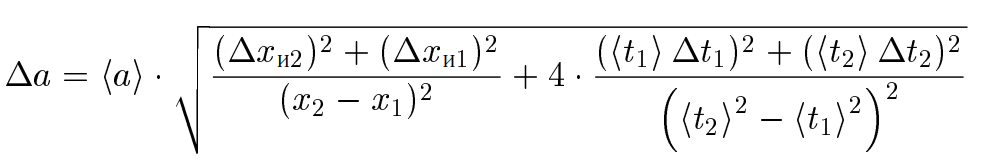 Δa = ⟨a⟩ · √( ((Δxи2)² + (Δxи1)²) / (x₂ − x₁)² + 4 · ((⟨t₁⟩ Δt₁)² + (⟨t₂⟩ Δt₂)²) / (⟨t₂⟩² − ⟨t₁⟩²)² )